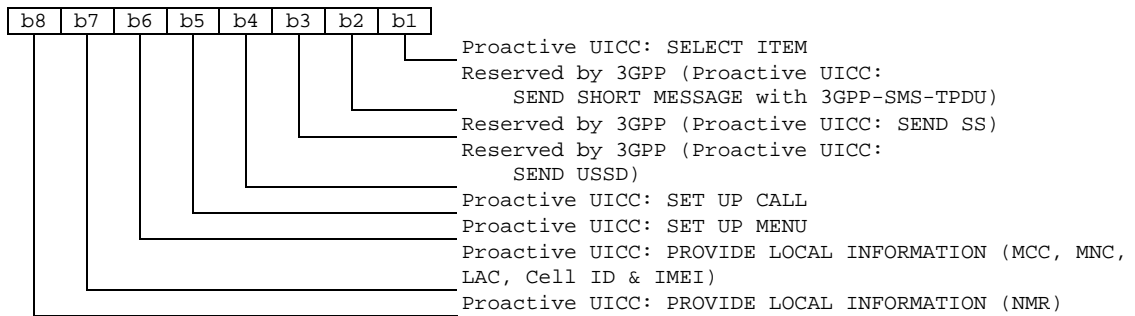 b8 b7 b6 b5 b4 b3 b2 b1
Proactive UICC: SELECT ITEM
Reserved by 3GPP (Proactive UICC:
SEND SHORT MESSAGE with 3GPP-SMS-TPDU)
Reserved by 3GPP (Proactive UICC: SEND SS)
Reserved by 3GPP (Proactive UICC:
SEND USSD)
Proactive UICC: SET UP CALL
Proactive UICC: SET UP MENU
Proactive UICC: PROVIDE LOCAL INFORMATION (MCC, MNC,
LAC, Cell ID & IMEI)
Proactive UICC: PROVIDE LOCAL INFORMATION (NMR)